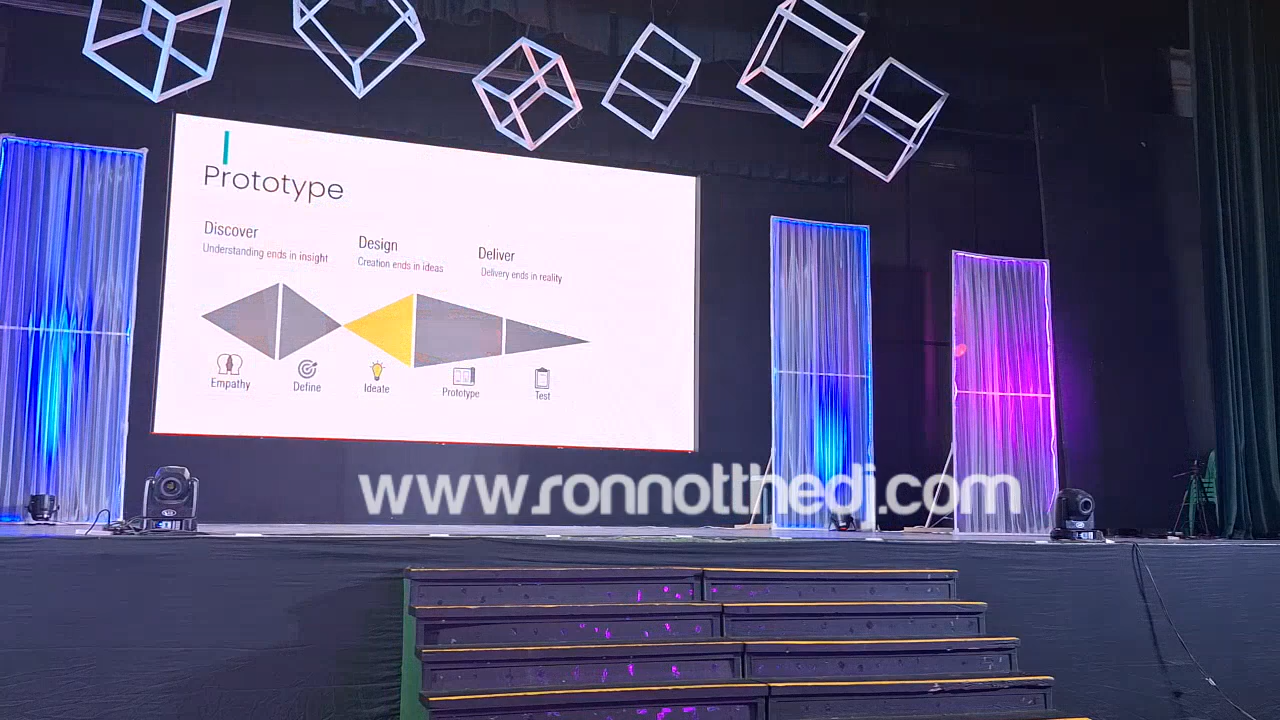 Prototype
Discover
Understanding ends in insight
Design
Creation ends in ideas
Deliver
Delivery ends in reality
Empathy
Define
Ideate
Prototype
Test
www.ronnotthedj.com